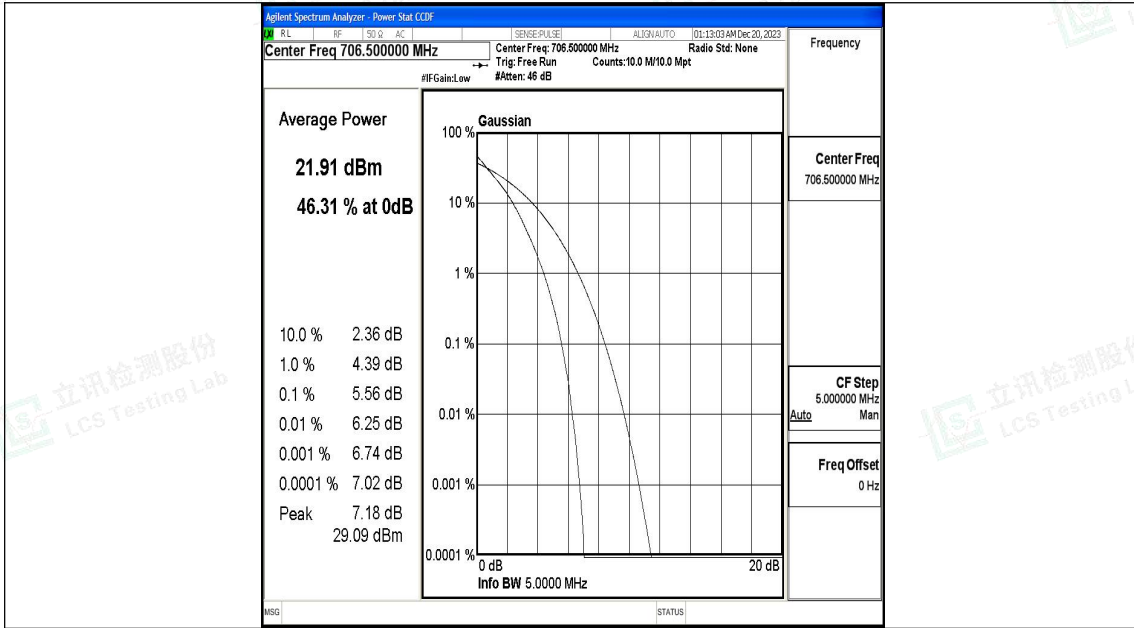 Agilent Spectrum Analyzer - Power Stat CCDF
LXI RL RF 50 Ω AC SENSE:PULSE ALIGN AUTO 01:13:03 AM Dec 20, 2023
Center Freq 706.500000 MHz
Center Freq: 706.500000 MHz Radio Std: None
Trig: Free Run Counts:10.0 M/10.0 Mpt
#IFGain:Low #Atten: 46 dB
Frequency
Average Power
21.91 dBm
46.31 % at 0dB
10.0 % 2.36 dB
1.0 % 4.39 dB
0.1 % 5.56 dB
0.01 % 6.25 dB
0.001 % 6.74 dB
0.0001 % 7.02 dB
Peak 7.18 dB
29.09 dBm
Gaussian
100 %
10 %
1 %
0.1 %
0.01 %
0.001 %
0.0001 %
0 dB 20 dB
Info BW 5.0000 MHz
Center Freq
706.500000 MHz
CF Step
5.000000 MHz
Auto Man
Freq Offset
0 Hz
MSG STATUS
立讯检测股份
LCS Testing Lab
立讯检测股份
LCS Testing L